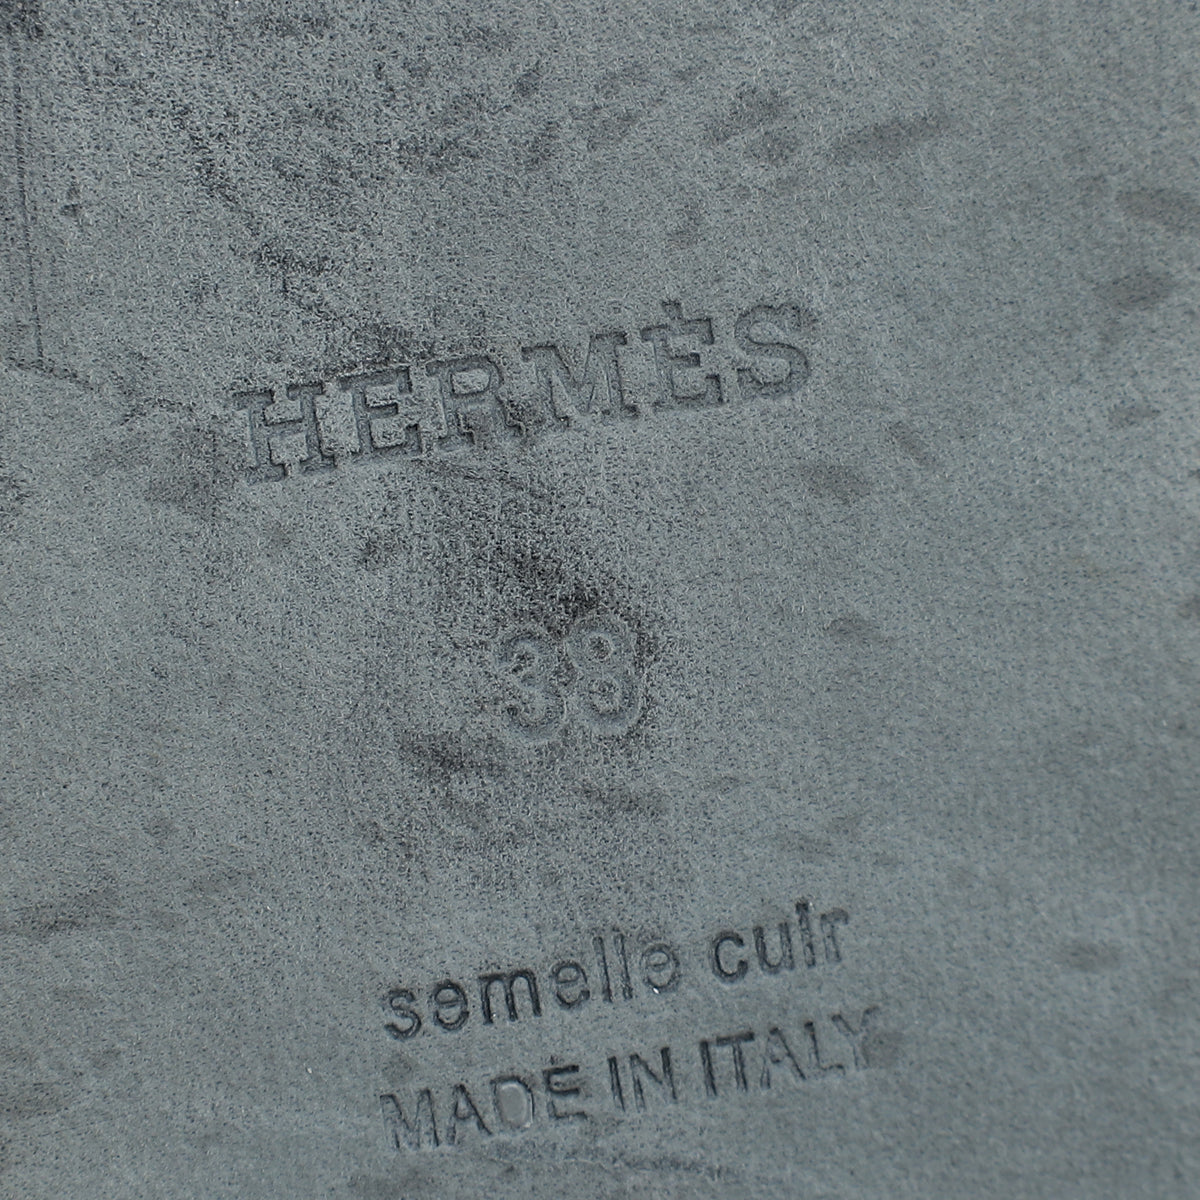 HERMÈS
38
semelle cuir
MADE IN ITALY